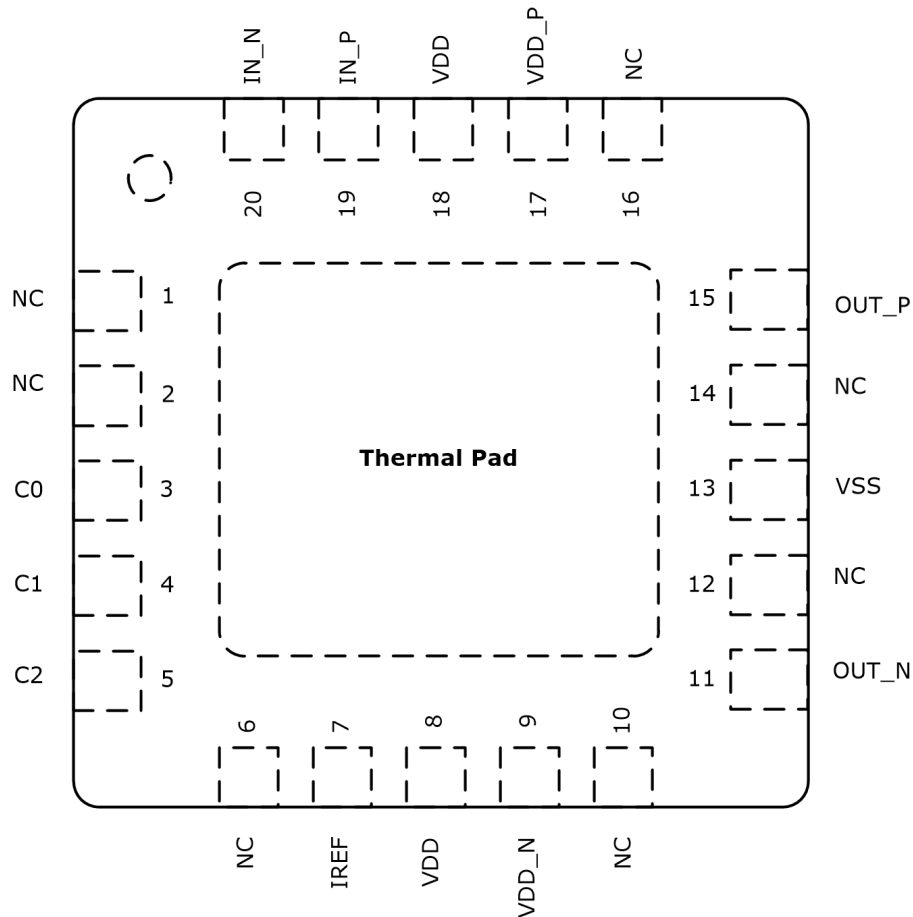 IN_N
IN_P
VDD
VDD_P
NC
20
19
18
17
16
NC
1
15
OUT_P
NC
2
14
NC
Thermal Pad
C0
3
13
VSS
C1
4
12
NC
C2
5
11
OUT_N
6
7
8
9
10
NC
IREF
VDD
VDD_N
NC